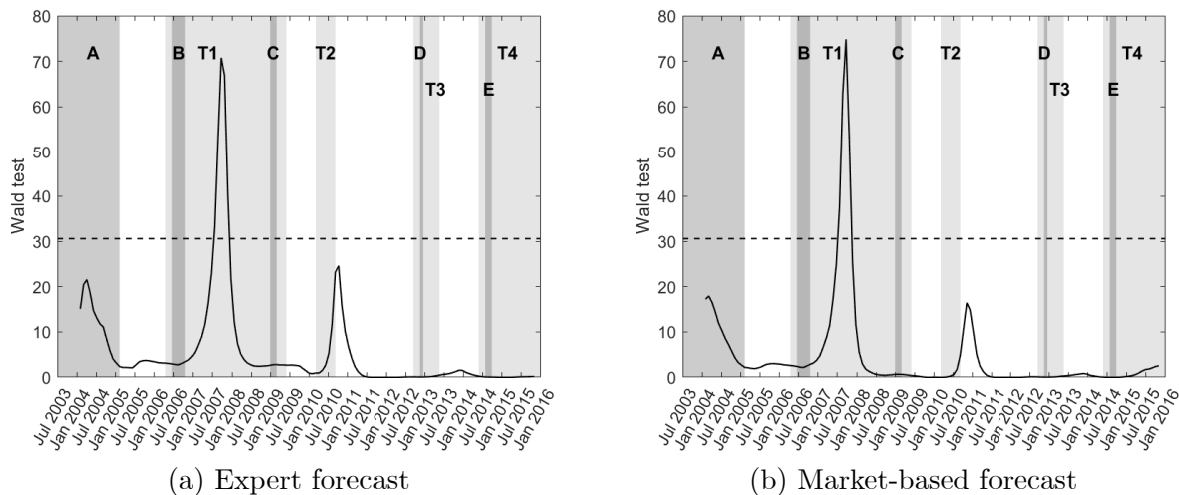 80
70
60
50
40
30
20
10
0
Wald test
A
B
T1
C
T2
D
T3
E
T4
Jul 2003
Jan 2004
Jul 2004
Jan 2005
Jul 2005
Jan 2006
Jul 2006
Jan 2007
Jul 2007
Jan 2008
Jul 2008
Jan 2009
Jul 2009
Jan 2010
Jul 2010
Jan 2011
Jul 2011
Jan 2012
Jul 2012
Jan 2013
Jul 2013
Jan 2014
Jul 2014
Jan 2015
Jul 2015
Jan 2016
(a) Expert forecast
80
70
60
50
40
30
20
10
0
Wald test
A
B
T1
C
T2
D
T3
E
T4
Jul 2003
Jan 2004
Jul 2004
Jan 2005
Jul 2005
Jan 2006
Jul 2006
Jan 2007
Jul 2007
Jan 2008
Jul 2008
Jan 2009
Jul 2009
Jan 2010
Jul 2010
Jan 2011
Jul 2011
Jan 2012
Jul 2012
Jan 2013
Jul 2013
Jan 2014
Jul 2014
Jan 2015
Jul 2015
Jan 2016
(b) Market-based forecast